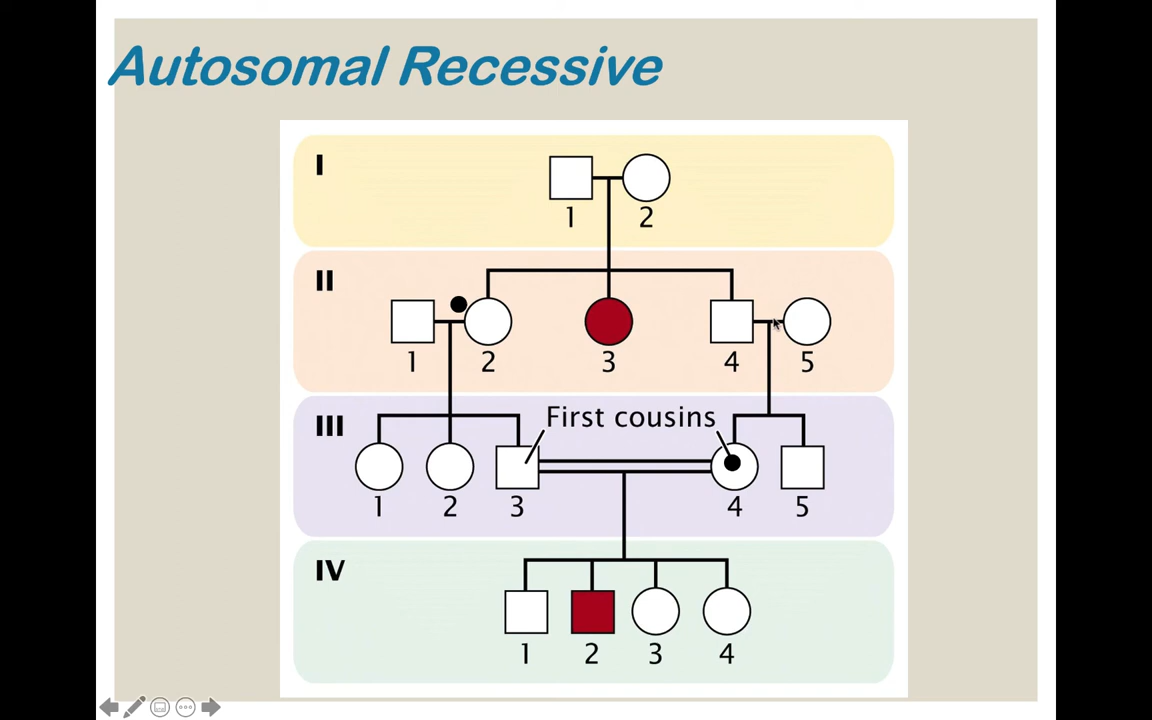 Autosomal Recessive
I
1 2
II
1 2 3 4 5
III
First cousins
1 2 3 4 5
IV
1 2 3 4